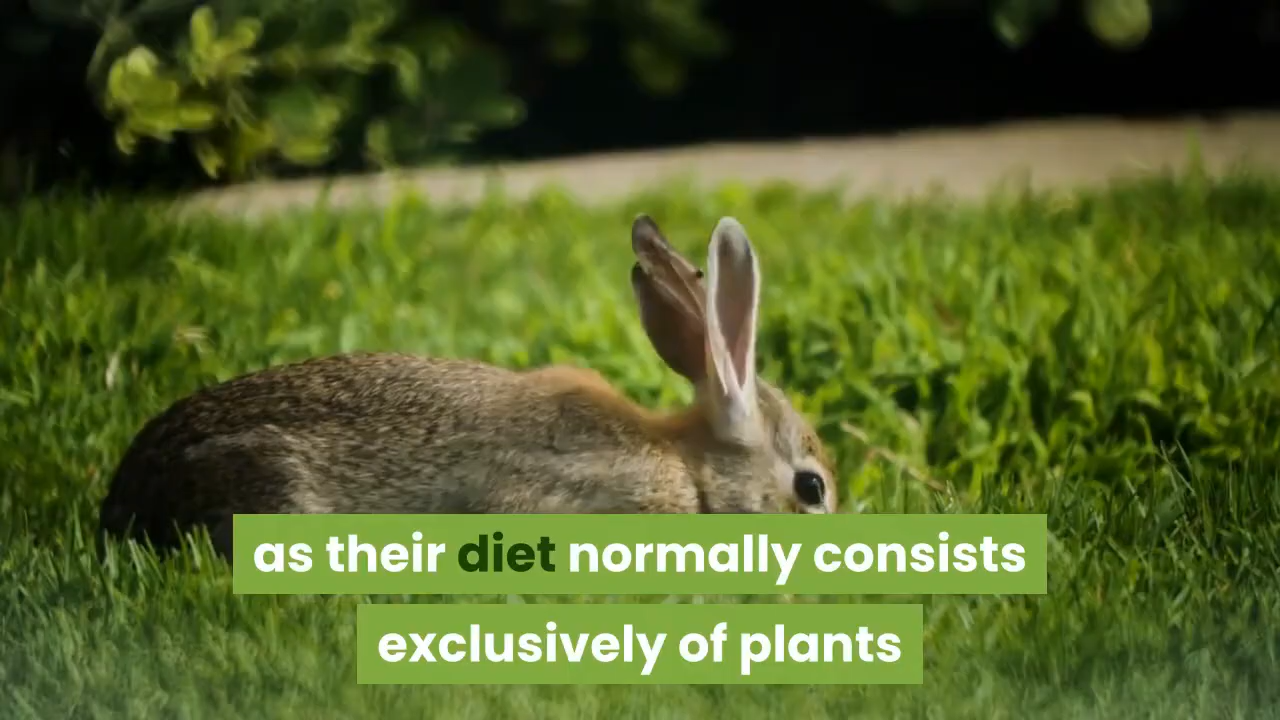 as their diet normally consists
exclusively of plants